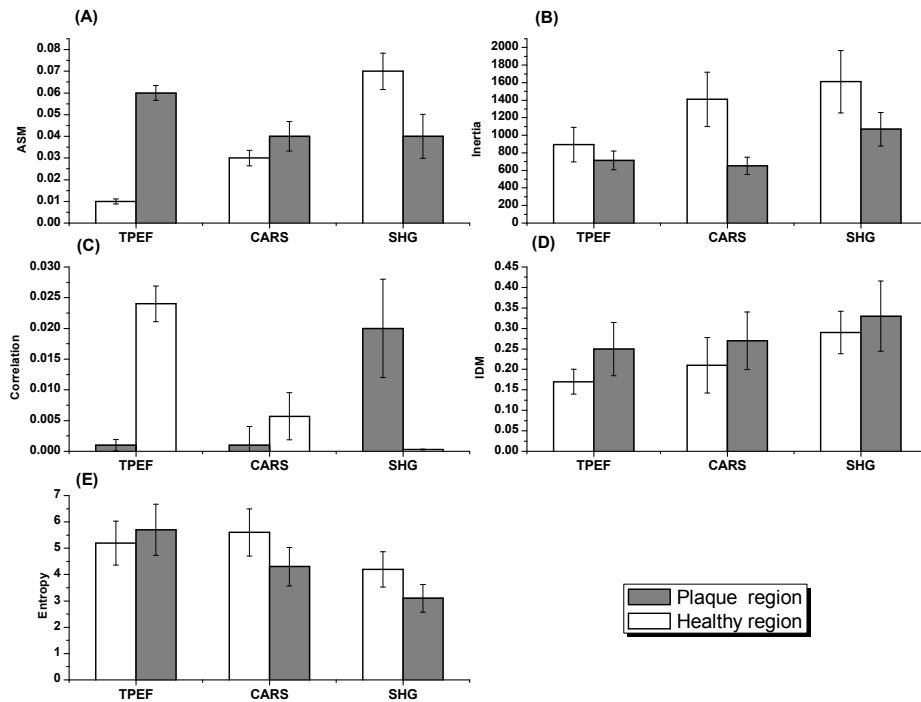 (A)
0.08
0.07
0.06
0.05
0.04
0.03
0.02
0.01
0.00
ASM
TPEF CARS SHG
(B)
2000
1800
1600
1400
1200
1000
800
600
400
200
0
Inertia
TPEF CARS SHG
(C)
0.030
0.025
0.020
0.015
0.010
0.005
0.000
Correlation
TPEF CARS SHG
(D)
0.45
0.40
0.35
0.30
0.25
0.20
0.15
0.10
0.05
0.00
IDM
TPEF CARS SHG
(E)
7
6
5
4
3
2
1
0
Entropy
TPEF CARS SHG
Plaque region
Healthy region